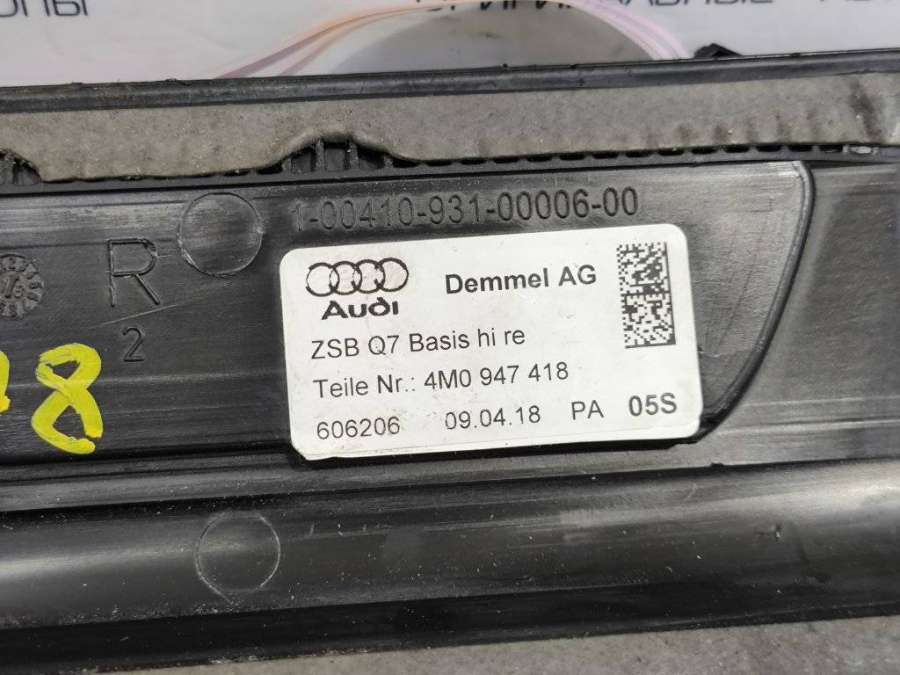 1-00410-931-00006-00
R
2
8
Audi
Demmel AG
ZSB Q7 Basis hi re
Teile Nr.: 4M0 947 418
606206 09.04.18 PA 05S